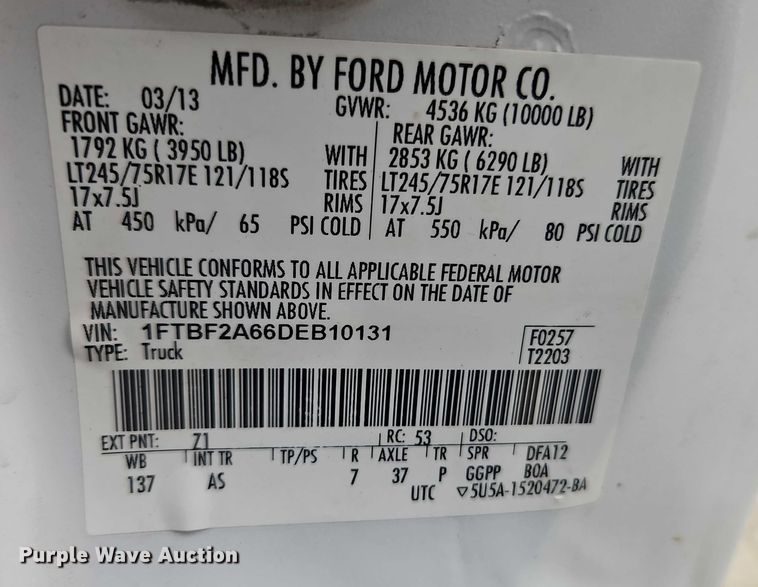 MFD. BY FORD MOTOR CO.
DATE: 03/13 GVWR: 4536 KG (10000 LB)
FRONT GAWR: REAR GAWR:
1792 KG ( 3950 LB) WITH 2853 KG ( 6290 LB) WITH
LT245/75R17E 121/118S TIRES LT245/75R17E 121/118S TIRES
17x7.5J RIMS 17x7.5J RIMS
AT 450 kPa/ 65 PSI COLD AT 550 kPa/ 80 PSI COLD
THIS VEHICLE CONFORMS TO ALL APPLICABLE FEDERAL MOTOR
VEHICLE SAFETY STANDARDS IN EFFECT ON THE DATE OF
MANUFACTURE SHOWN ABOVE.
VIN: 1FTBF2A66DEB10131 F0257
TYPE: Truck T2203
EXT PNT: Z1 RC: 53 DSO:
WB INT TR TP/PS R AXLE TR SPR DFA12
137 AS 7 37 P GGPP B0A
UTC ▽5U5A-1520472-BA
Purple Wave Auction